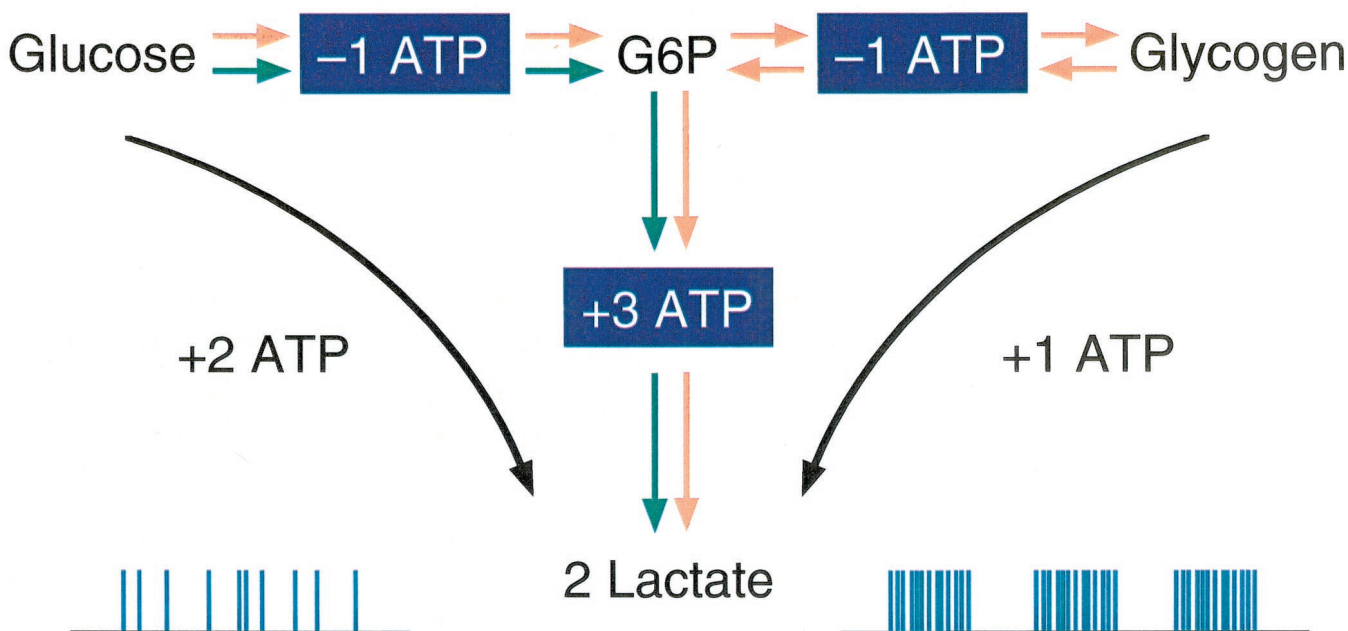 Glucose –1 ATP G6P –1 ATP Glycogen
+3 ATP
+2 ATP +1 ATP
2 Lactate